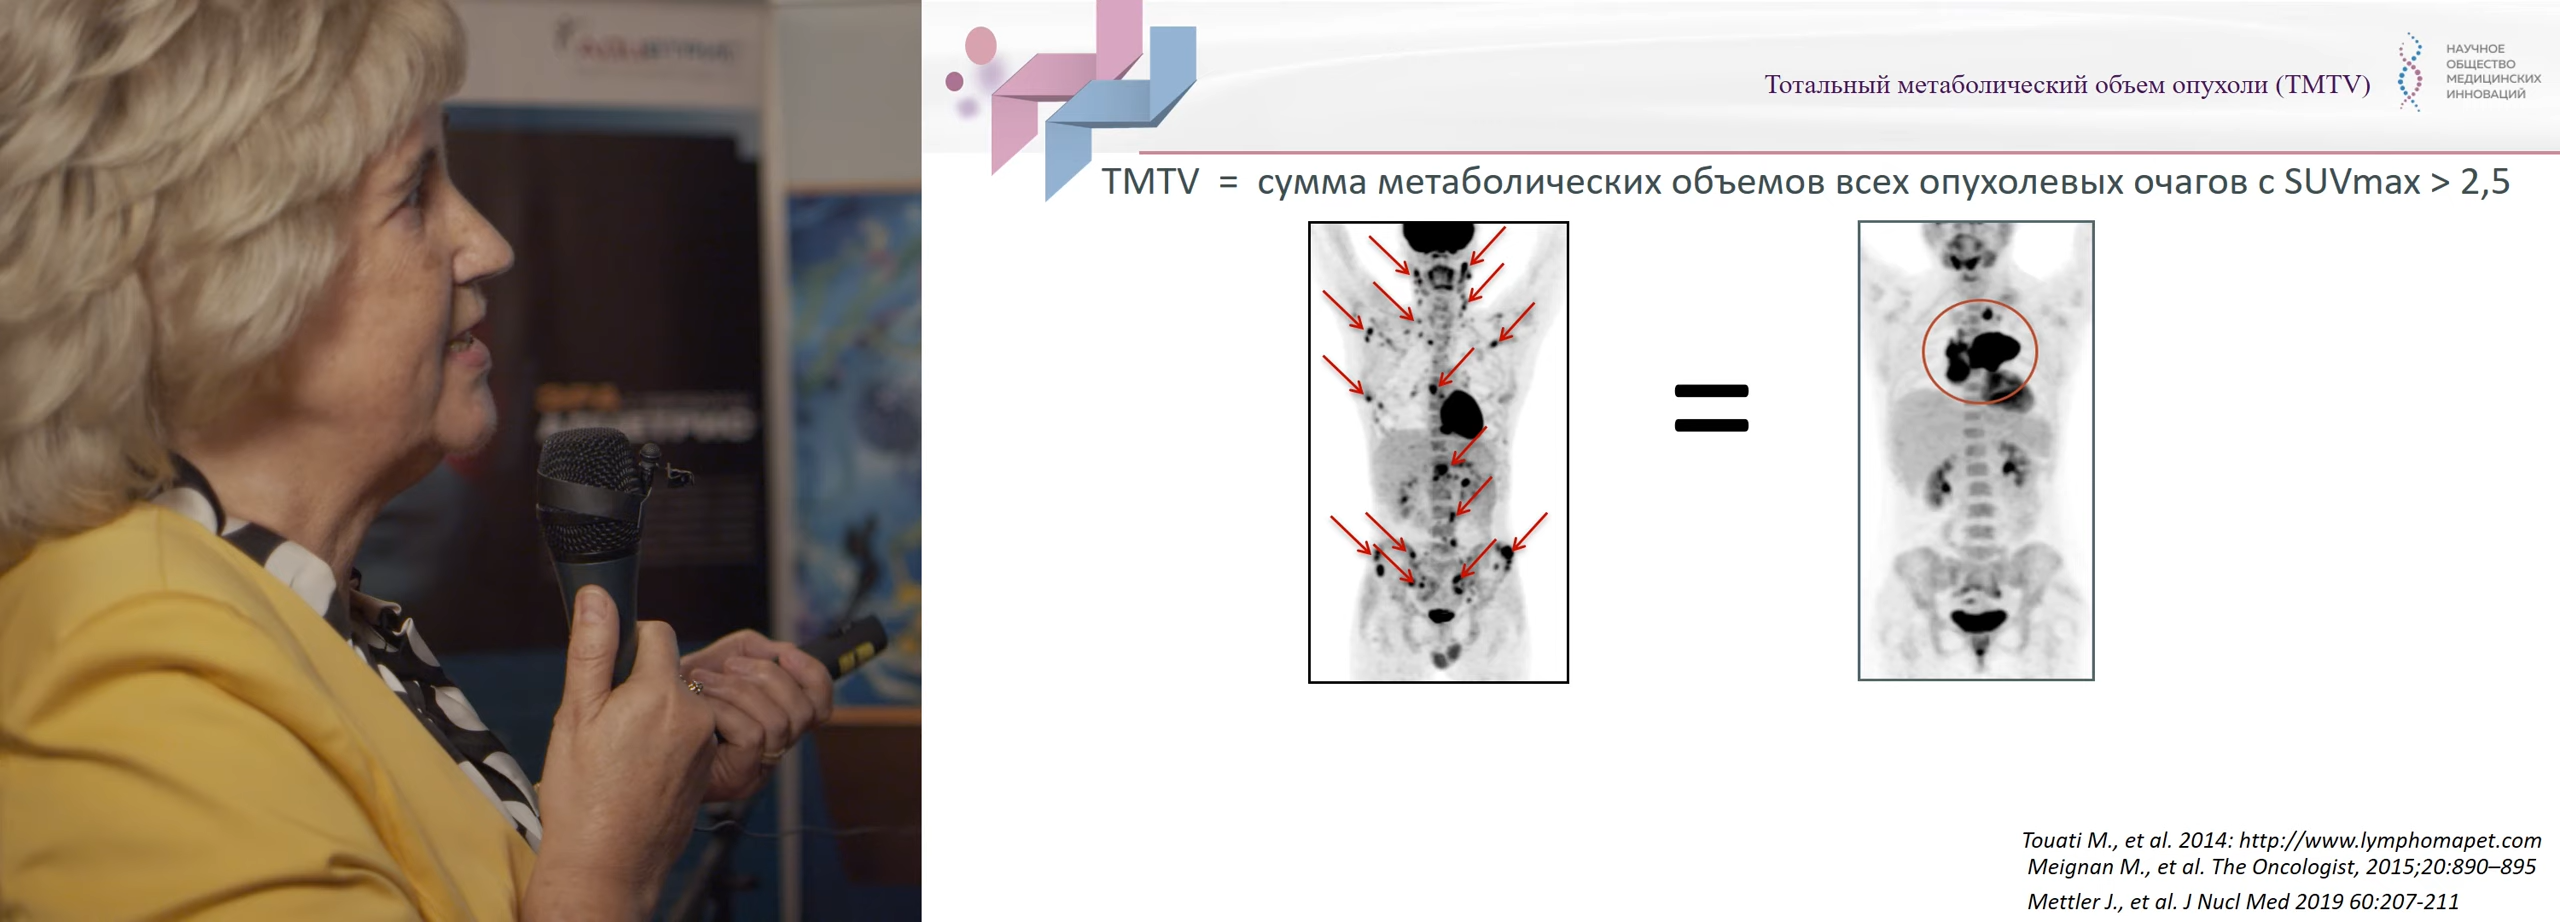 Тотальный метаболический объем опухоли (TMTV)
НАУЧНОЕ
ОБЩЕСТВО
МЕДИЦИНСКИХ
ИННОВАЦИЙ
TMTV = сумма метаболических объемов всех опухолевых очагов с SUVmax > 2,5
=
Touati M., et al. 2014: http://www.lymphomapet.com
Meignan M., et al. The Oncologist, 2015;20:890–895
Mettler J., et al. J Nucl Med 2019 60:207-211